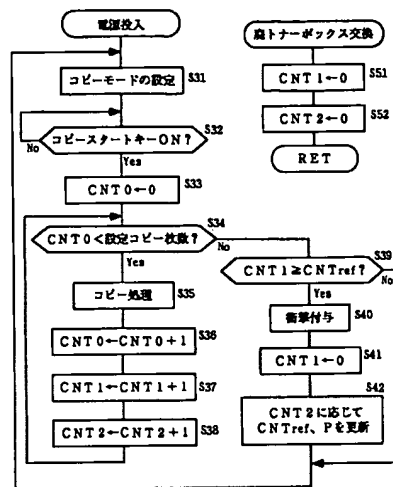 電源投入
コピーモードの設定 S31
コピースタートキーON? S32
No
Yes
CNT0←0 S33
CNT0<設定コピー枚数? S34
No
Yes
コピー処理 S35
CNT0←CNT0+1 S36
CNT1←CNT1+1 S37
CNT2←CNT2+1 S38
廃トナーボックス交換
CNT1←0 S51
CNT2←0 S52
RET
CNT1≧CNTref? S39
No
Yes
衝撃付与 S40
CNT1←0 S41
S42
CNT2に応じて
CNTref、Pを更新